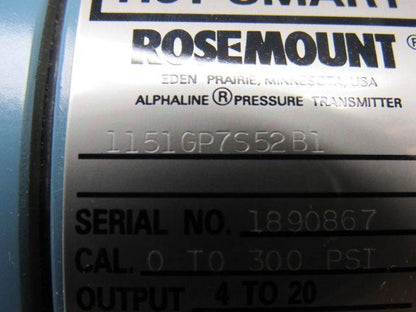 ROSEMOUNT ®
EDEN PRAIRIE, MINNESOTA, USA
ALPHALINE ® PRESSURE TRANSMITTER
1151GP7S52B1
SERIAL NO. 1890867
CAL. 0 TO 300 PSI
OUTPUT 4 TO 20